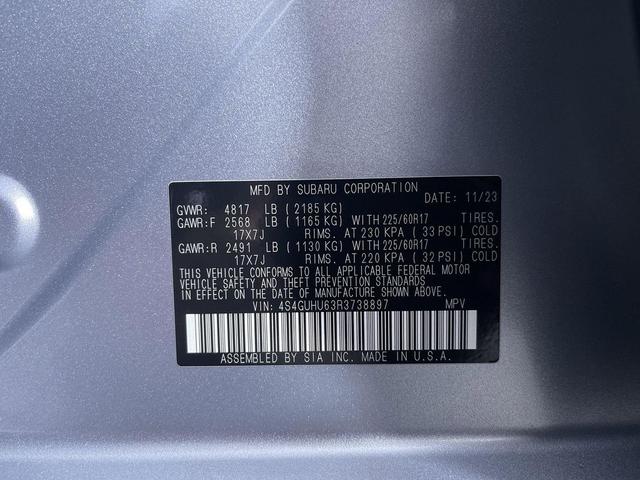 MFD BY SUBARU CORPORATION
DATE: 11/23
GVWR: 4817 LB ( 2185 KG)
GAWR:F 2568 LB ( 1165 KG) WITH 225/60R17 TIRES.
17X7J RIMS. AT 230 KPA ( 33 PSI) COLD
GAWR:R 2491 LB ( 1130 KG) WITH 225/60R17 TIRES.
17X7J RIMS. AT 220 KPA ( 32 PSI) COLD
THIS VEHICLE CONFORMS TO ALL APPLICABLE FEDERAL MOTOR
VEHICLE SAFETY AND THEFT PREVENTION STANDARDS
IN EFFECT ON THE DATE OF MANUFACTURE SHOWN ABOVE.
VIN: 4S4GUHU63R3738897 MPV
ASSEMBLED BY SIA INC. MADE IN U.S.A.